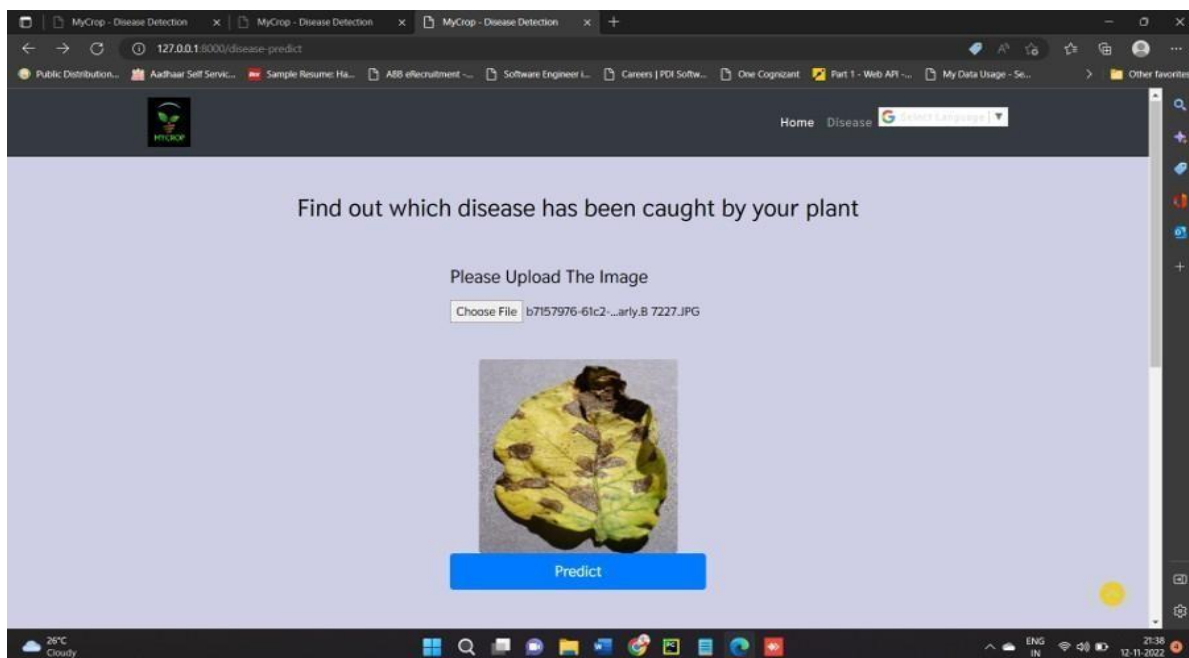 MyCrop - Disease Detection
MyCrop - Disease Detection
MyCrop - Disease Detection
127.0.0.1:8000/disease-predict
Public Distribution...
Aadhaar Self Servic...
Sample Resume: Ha...
ABB eRecruitment -...
Software Engineer i...
Careers | PDI Softw...
One Cognizant
Part 1 - Web API -...
My Data Usage - Se...
Other favorites
MYCROP
Home
Disease
Select Language
Find out which disease has been caught by your plant
Please Upload The Image
Choose File b7157976-61c2-...arly.B 7227.JPG
Predict
26°C
Cloudy
ENG
IN
21:38
12-11-2022